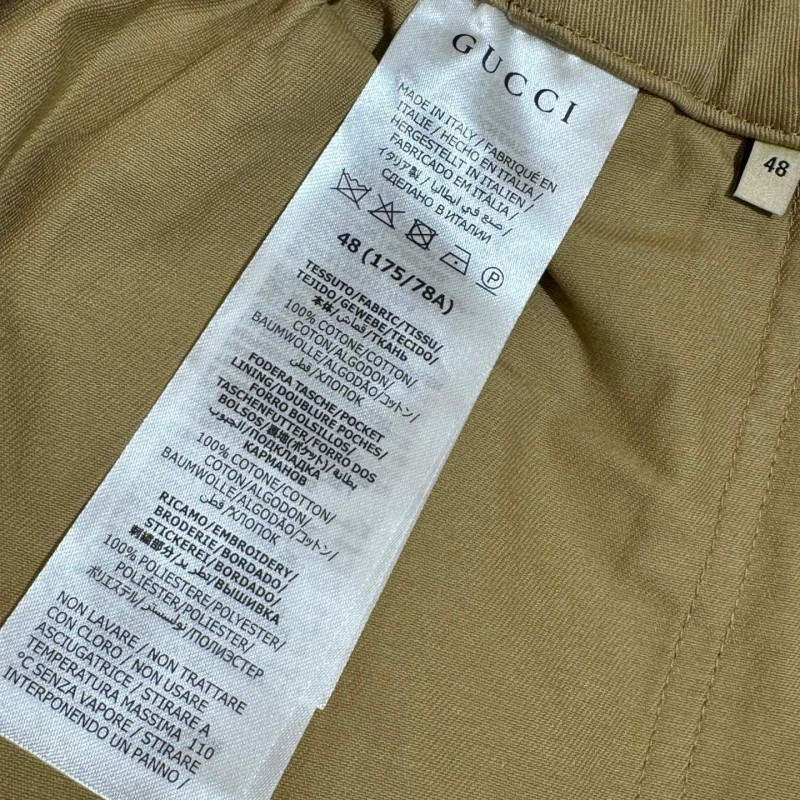 GUCCI
MADE IN ITALY / FABRIQUÉ EN
ITALIE / HECHO EN ITALIA /
HERGESTELLT IN ITALIEN /
FABRICADO EM ITÁLIA /
イタリア製 / صنع في ايطاليا /
СДЕЛАНО В ИТАЛИИ
P
48 (175/78A)
TESSUTO/FABRIC/TISSU/
TEJIDO/GEWEBE/TECIDO/
本体/قماش/ТКАНЬ
100% COTONE/COTTON/
COTON/ALGODON/
BAUMWOLLE/ALGODÃO/コットン/
قطن/ХЛОПОК
FODERA TASCHE/POCKET
LINING/DOUBLURE POCHES/
FORRO BOLSILLOS/
TASCHENFUTTER/FORRO DOS
BOLSOS/裏地(ポケット)/بطانة
الجيوب/ПОДКЛАДКА
КАРМАНОВ
100% COTONE/COTTON/
COTON/ALGODON/
BAUMWOLLE/ALGODÃO/コットン/
قطن/ХЛОПОК
RICAMO/EMBROIDERY/
BRODERIE/BORDADO/
STICKEREI/BORDADO/
刺繍部分/تطريز/ВЫШИВКА
100% POLIESTERE/POLYESTER/
POLYESTER/POLIÉSTER/
POLYESTER/POLIÉSTER/
ポリエステル/بوليستر/ПОЛИЭСТЕР
NON LAVARE / NON TRATTARE
CON CLORO / NON USARE
ASCIUGATRICE / STIRARE A
TEMPERATURA MASSIMA 110
°C SENZA VAPORE / STIRARE
INTERPONENDO UN PANNO /
48